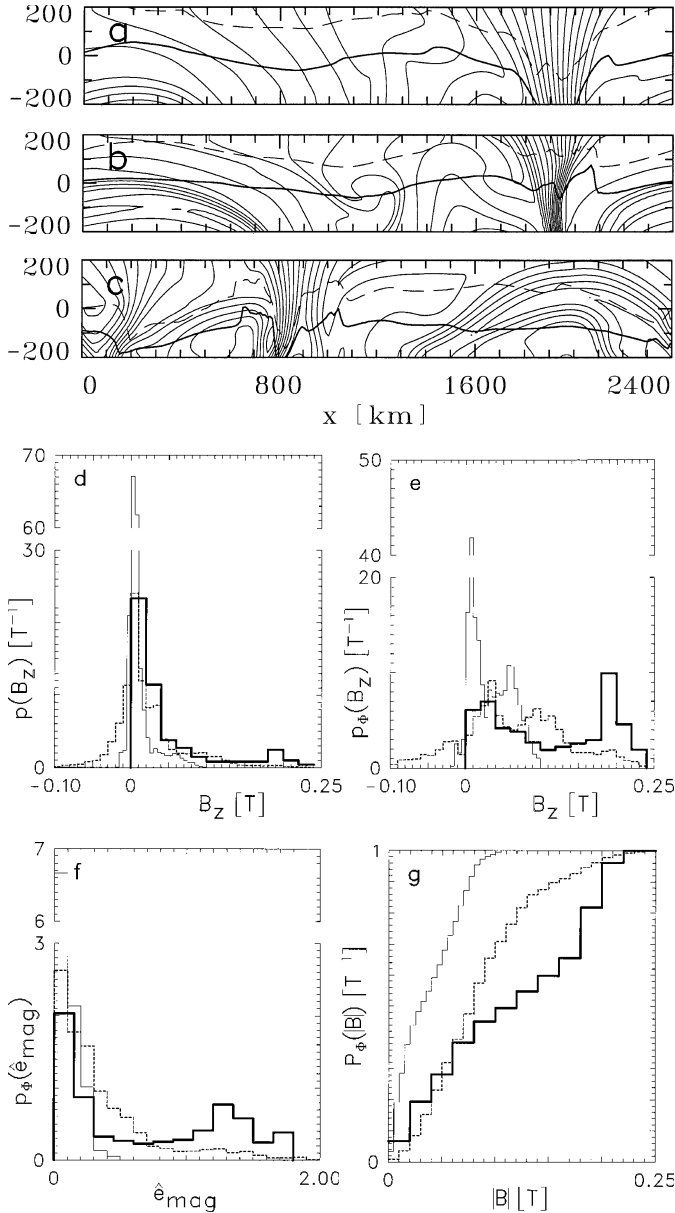 a
200
0
-200
b
200
0
-200
c
200
0
-200
0 800 1600 2400
x [km]
d
70
60
30
0
p(B_Z) [T⁻¹]
-0.10 0 0.25
B_Z [T]
e
50
40
20
0
p_Φ(B_Z) [T⁻¹]
-0.10 0 0.25
B_Z [T]
f
7
6
3
0
p_Φ(ê_mag)
0 2.00
ê_mag
g
1
0
P_Φ(|B|) [T⁻¹]
0 0.25
|B| [T]